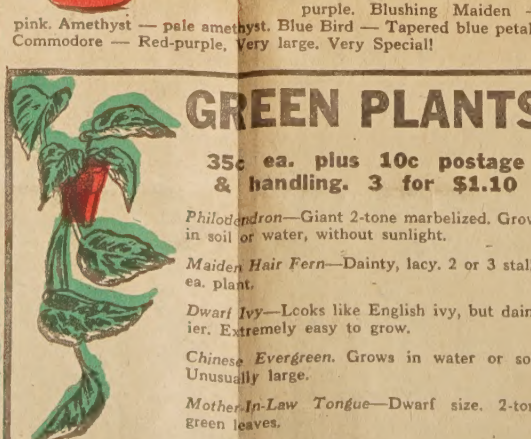 purple. Blushing Maiden —
pink. Amethyst — pale amethyst. Blue Bird — Tapered blue petal
Commodore — Red-purple, Very large. Very Special!
GREEN PLANTS
35c ea. plus 10c postage
& handling. 3 for $1.10
Philodendron—Giant 2-tone marbelized. Grow
in soil or water, without sunlight.
Maiden Hair Fern—Dainty, lacy. 2 or 3 stal
ea. plant.
Dwarf Ivy—Looks like English ivy, but dain
ier. Extremely easy to grow.
Chinese Evergreen. Grows in water or so
Unusually large.
Mother-In-Law Tongue—Dwarf size. 2-ton
green leaves.